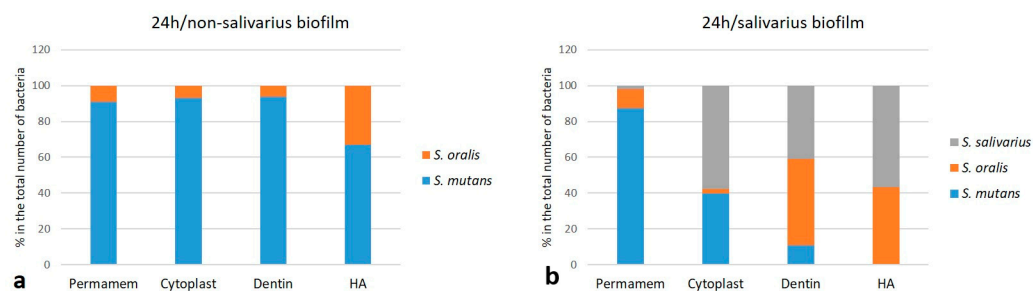 24h/non-salivarius biofilm
% in the total number of bacteria
120
100
80
60
40
20
0
Permamem Cytoplast Dentin HA
S. oralis
S. mutans
a
24h/salivarius biofilm
% in the total number of bacteria
120
100
80
60
40
20
0
Permamem Cytoplast Dentin HA
S. salivarius
S. oralis
S. mutans
b